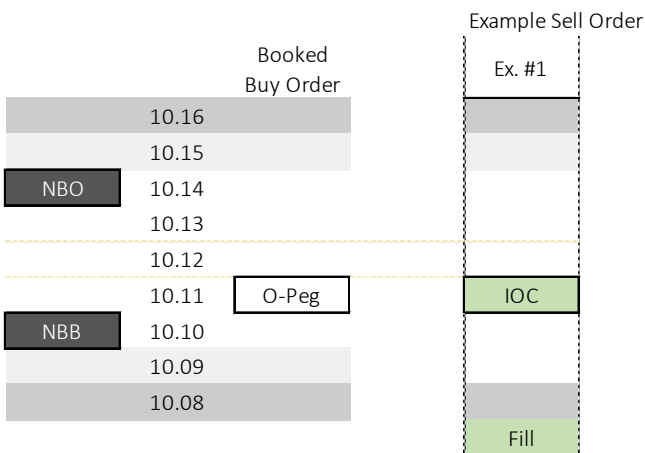 Example Sell Order
Booked
Buy Order
Ex. #1
10.16
10.15
NBO 10.14
10.13
10.12
10.11 O-Peg IOC
NBB 10.10
10.09
10.08
Fill